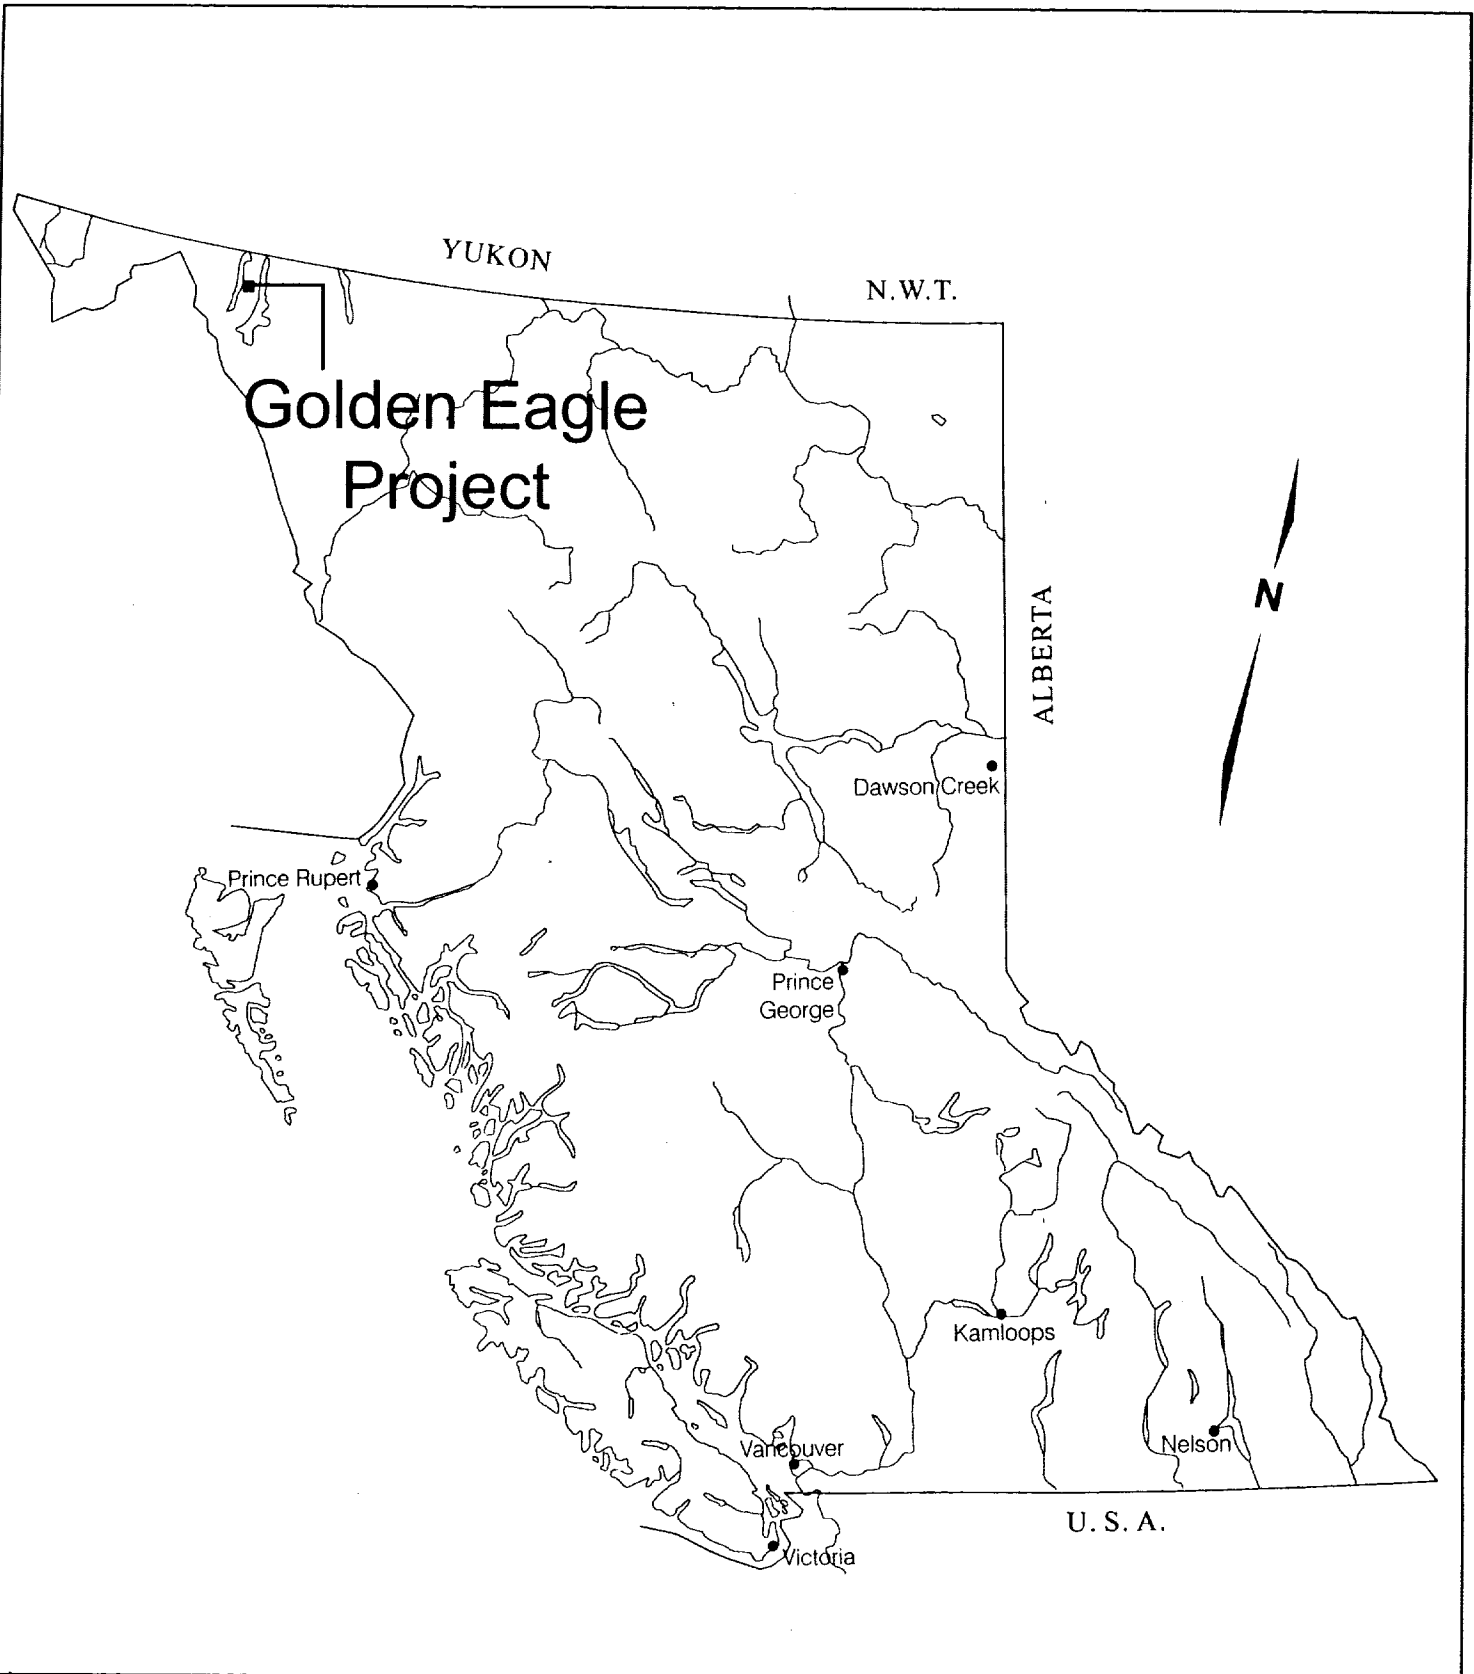 YUKON
N.W.T.
Golden Eagle
Project
N
ALBERTA
Dawson Creek
Prince Rupert
Prince
George
Kamloops
Vancouver
Nelson
U. S. A.
Victoria